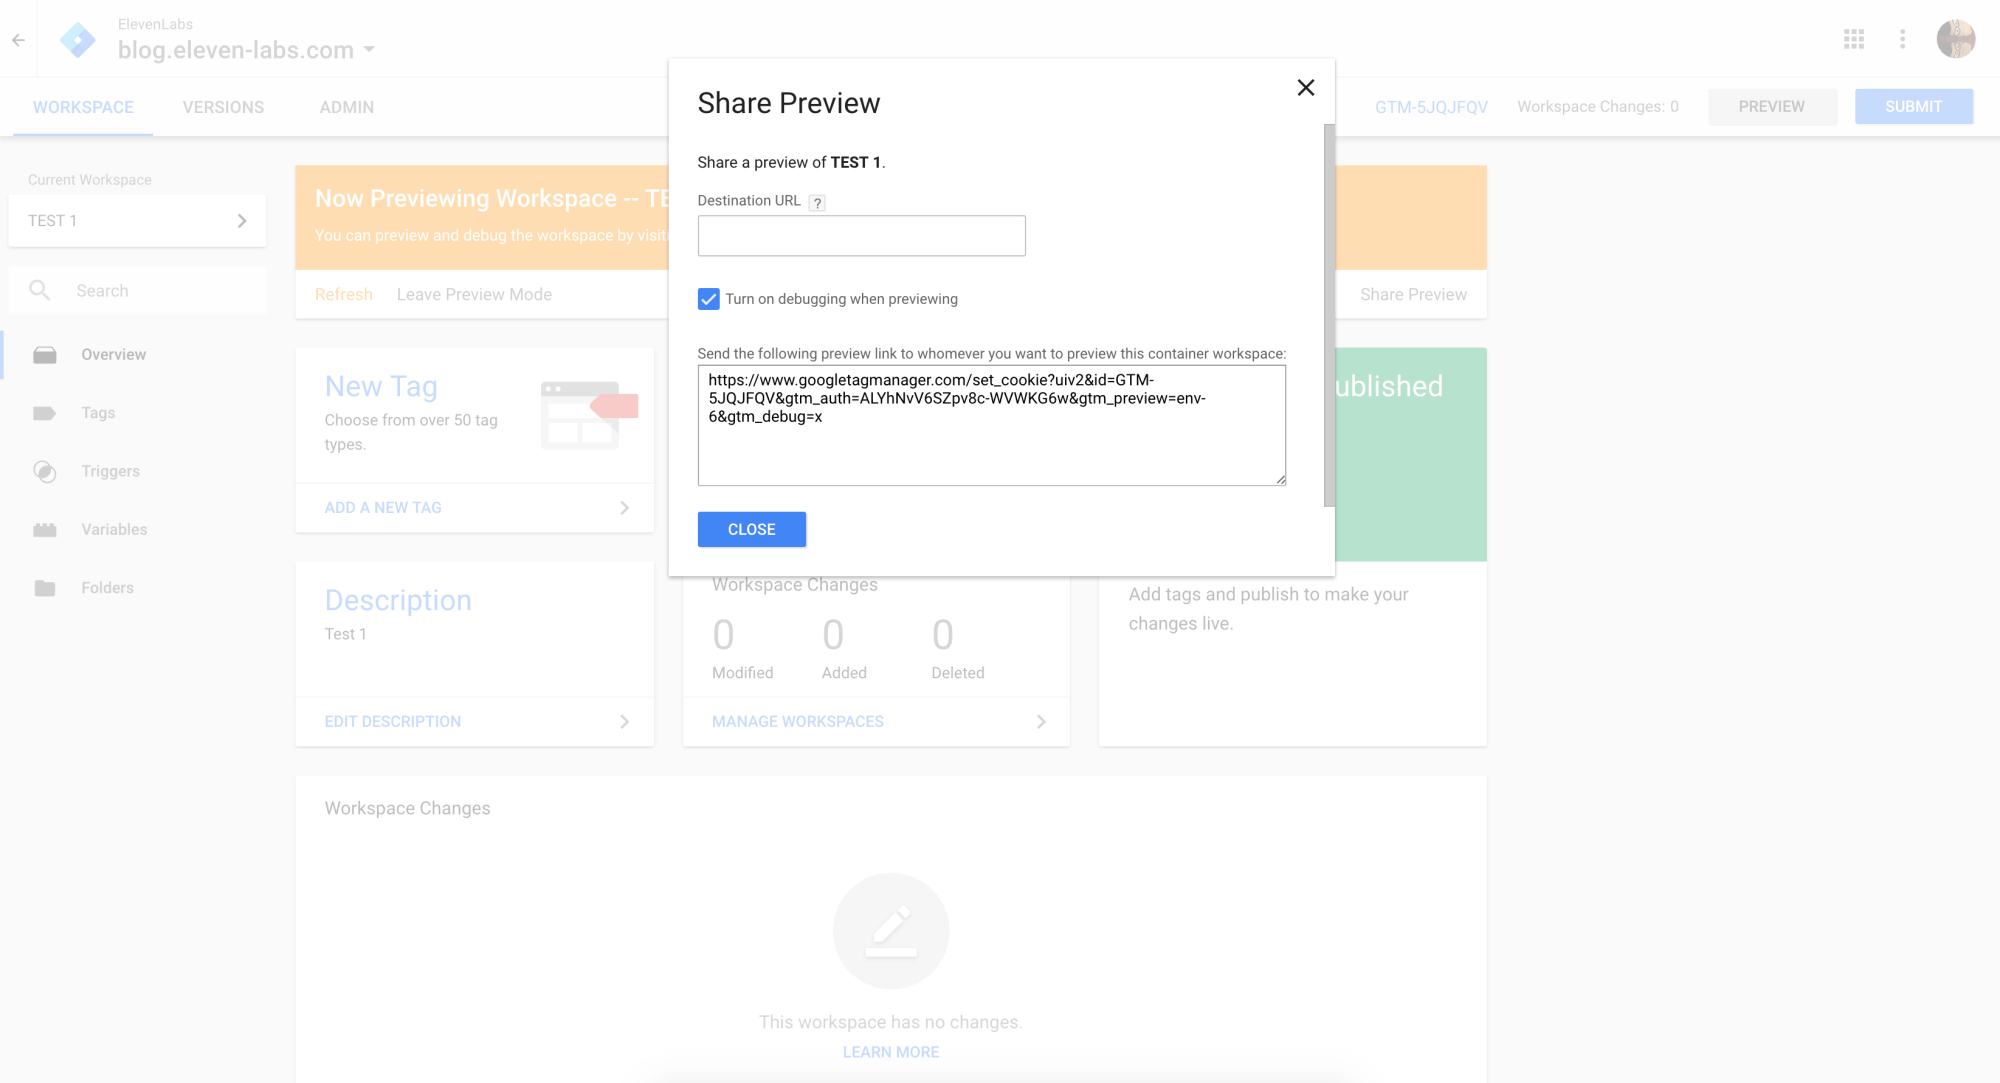 ElevenLabs
blog.eleven-labs.com
WORKSPACE
VERSIONS
ADMIN
GTM-5JQJFQV
Workspace Changes: 0
PREVIEW
SUBMIT
Current Workspace
TEST 1
Search
Overview
Tags
Triggers
Variables
Folders
Now Previewing Workspace -- TE
You can preview and debug the workspace by visiti
Refresh
Leave Preview Mode
Share Preview
Share Preview
Share a preview of TEST 1.
Destination URL ?
Turn on debugging when previewing
Send the following preview link to whomever you want to preview this container workspace:
https://www.googletagmanager.com/set_cookie?uiv2&id=GTM-
5JQJFQV&gtm_auth=ALYhNvV6SZpv8c-WVWKG6w&gtm_preview=env-
6&gtm_debug=x
CLOSE
New Tag
Choose from over 50 tag
types.
ADD A NEW TAG
ublished
Add tags and publish to make your
changes live.
Description
Test 1
EDIT DESCRIPTION
Workspace Changes
0 0 0
Modified Added Deleted
MANAGE WORKSPACES
Workspace Changes
This workspace has no changes.
LEARN MORE